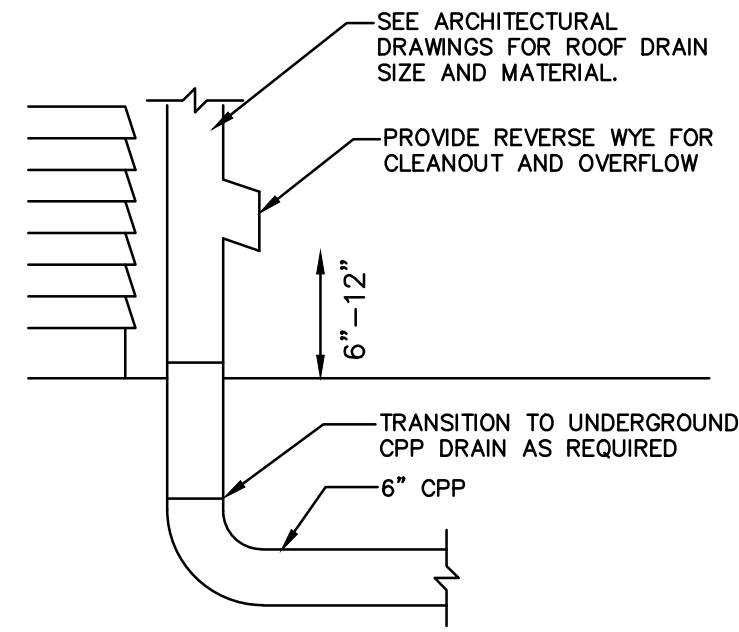 SEE ARCHITECTURAL
DRAWINGS FOR ROOF DRAIN
SIZE AND MATERIAL.
PROVIDE REVERSE WYE FOR
CLEANOUT AND OVERFLOW
6"-12"
TRANSITION TO UNDERGROUND
CPP DRAIN AS REQUIRED
6" CPP